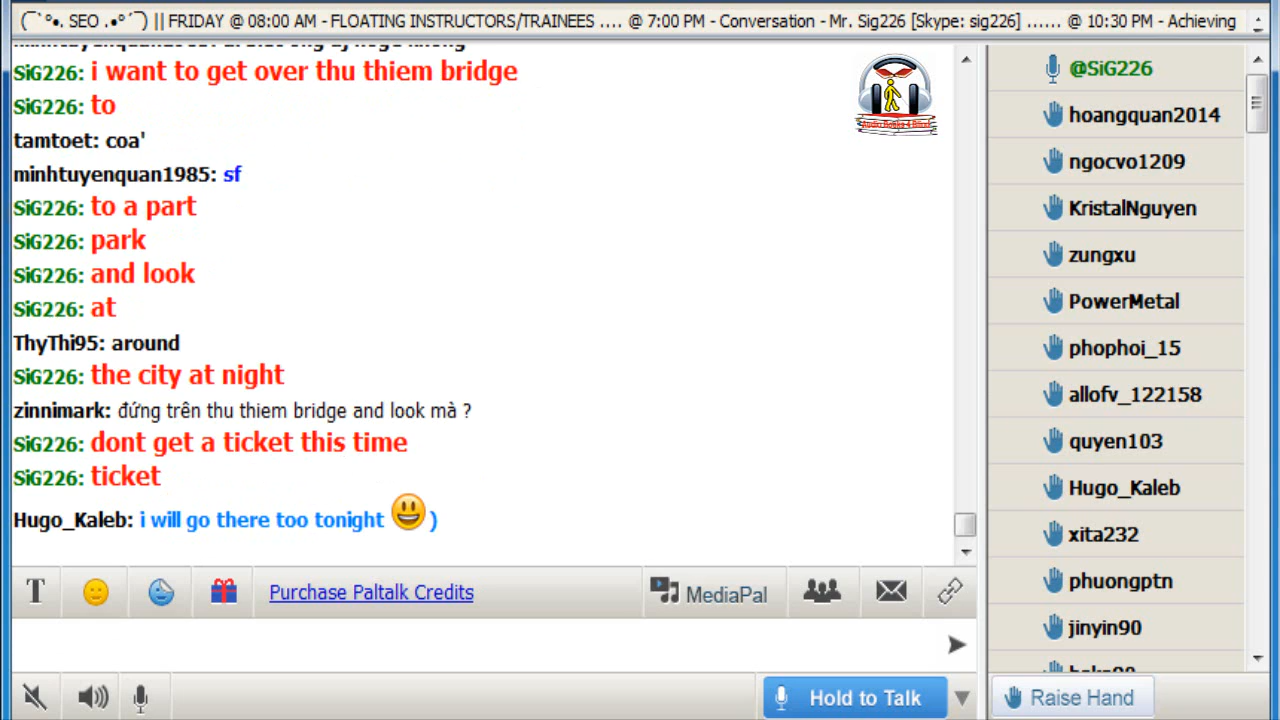 (¯`°•. SEO .•°´¯) || FRIDAY @ 08:00 AM - FLOATING INSTRUCTORS/TRAINEES .... @ 7:00 PM - Conversation - Mr. Sig226 [Skype: sig226] ...... @ 10:30 PM - Achieving
SiG226: i want to get over thu thiem bridge
SiG226: to
tamtoet: coa'
minhtuyenquan1985: sf
SiG226: to a part
SiG226: park
SiG226: and look
SiG226: at
ThyThi95: around
SiG226: the city at night
zinnimark: đứng trên thu thiem bridge and look mà ?
SiG226: dont get a ticket this time
SiG226: ticket
Hugo_Kaleb: i will go there too tonight 😃 )
T
Purchase Paltalk Credits
MediaPal
Hold to Talk
@SiG226
hoangquan2014
ngocvo1209
KristalNguyen
zungxu
PowerMetal
phophoi_15
allofv_122158
quyen103
Hugo_Kaleb
xita232
phuongptn
jinyin90
Raise Hand